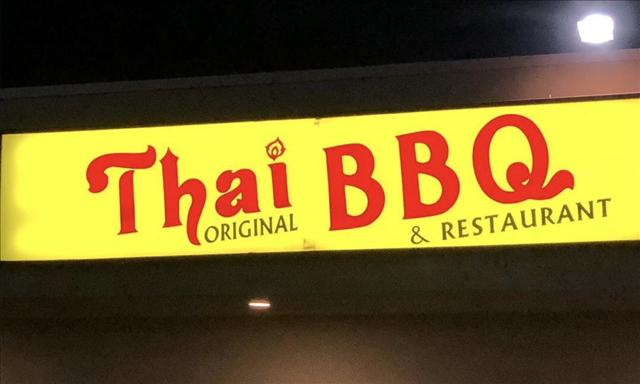 Thai BBQ
ORIGINAL
& RESTAURANT